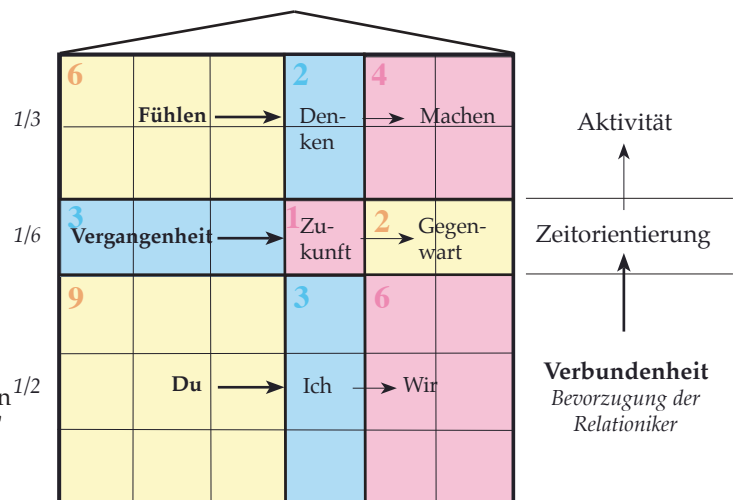 6 2 4
1/3 Fühlen Den- Machen
ken
Aktivität
3 1 2
1/6 Vergangenheit Zu- Gegen-
kunft wart
Zeitorientierung
9 3 6
n 1/2 Du Ich Wir
Verbundenheit
Bevorzugung der
Relationiker